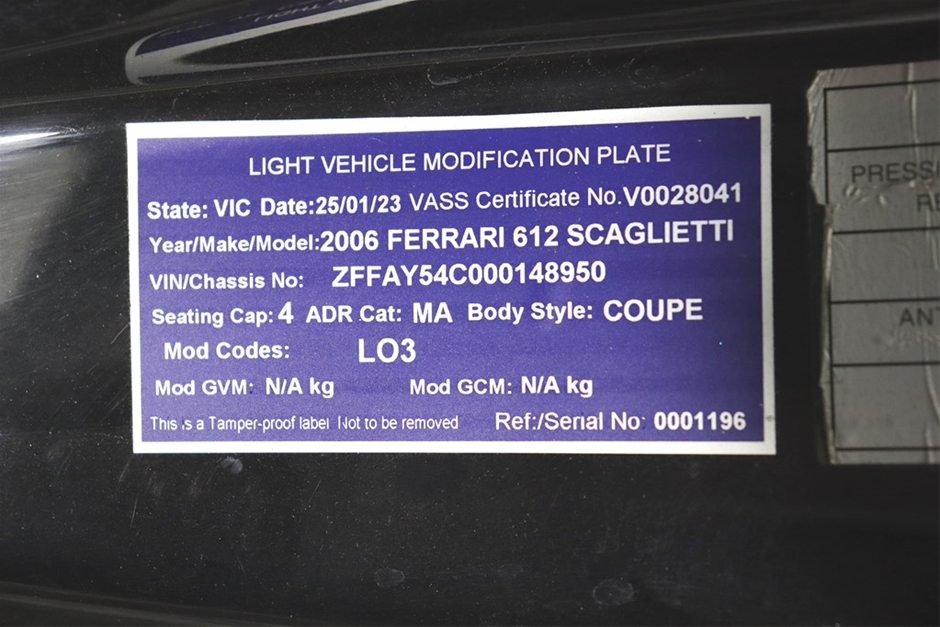 LIGHT VEHICLE MODIFICATION PLATE
State: VIC Date:25/01/23 VASS Certificate No.V0028041
Year/Make/Model:2006 FERRARI 612 SCAGLIETTI
VIN/Chassis No: ZFFAY54C000148950
Seating Cap: 4 ADR Cat: MA Body Style: COUPE
Mod Codes: LO3
Mod GVM: N/A kg Mod GCM: N/A kg
This is a Tamper-proof label Not to be removed Ref:/Serial No: 0001196
PRESS
RE
ANT